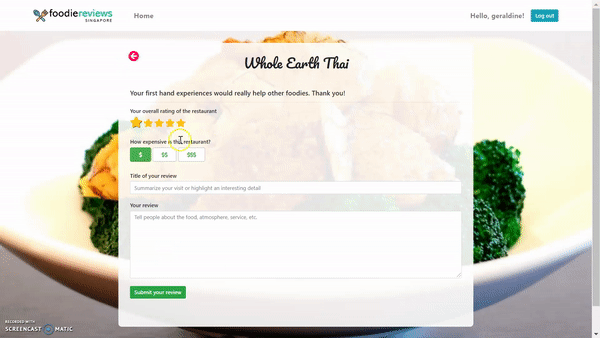 foodiereviews
SINGAPORE
Home
Hello, geraldine!
Log out
Whole Earth Thai
Your first hand experiences would really help other foodies. Thank you!
Your overall rating of the restaurant
How expensive is the restaurant?
$
$$
$$$
Title of your review
Summarize your visit or highlight an interesting detail
Your review
Tell people about the food, atmosphere, service, etc.
Submit your review
RECORDED WITH
SCREENCAST MATIC